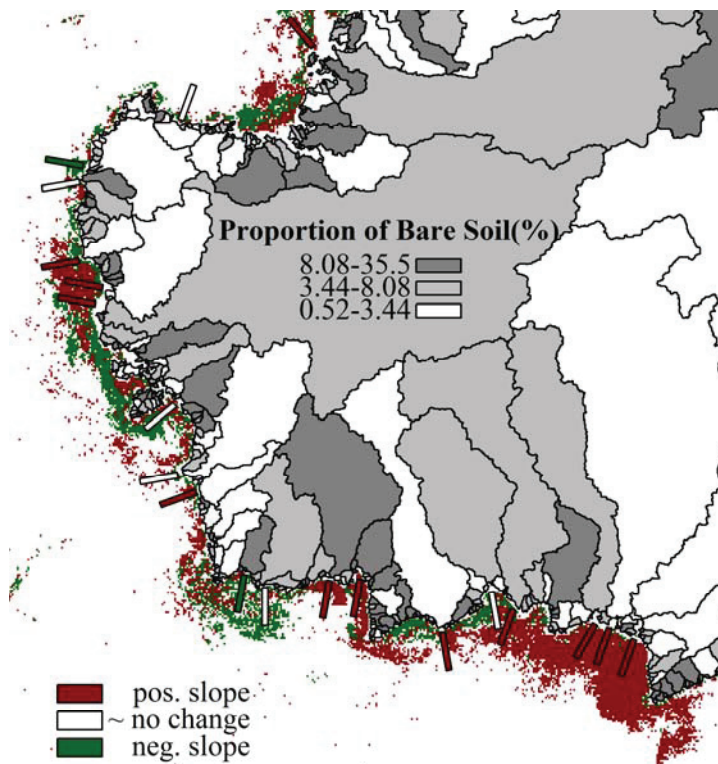 Proportion of Bare Soil(%)
8.08-35.5
3.44-8.08
0.52-3.44
pos. slope
~ no change
neg. slope